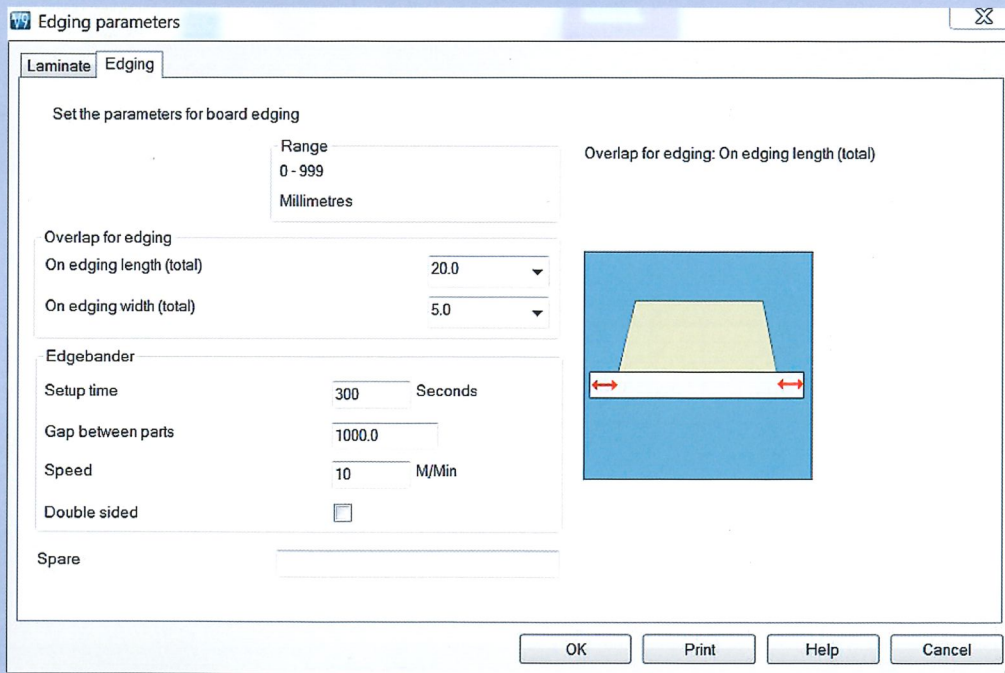 V9 Edging parameters
Laminate Edging
Set the parameters for board edging
Range
0 - 999
Millimetres
Overlap for edging: On edging length (total)
Overlap for edging
On edging length (total) 20.0
On edging width (total) 5.0
Edgebander
Setup time 300 Seconds
Gap between parts 1000.0
Speed 10 M/Min
Double sided
Spare
OK Print Help Cancel